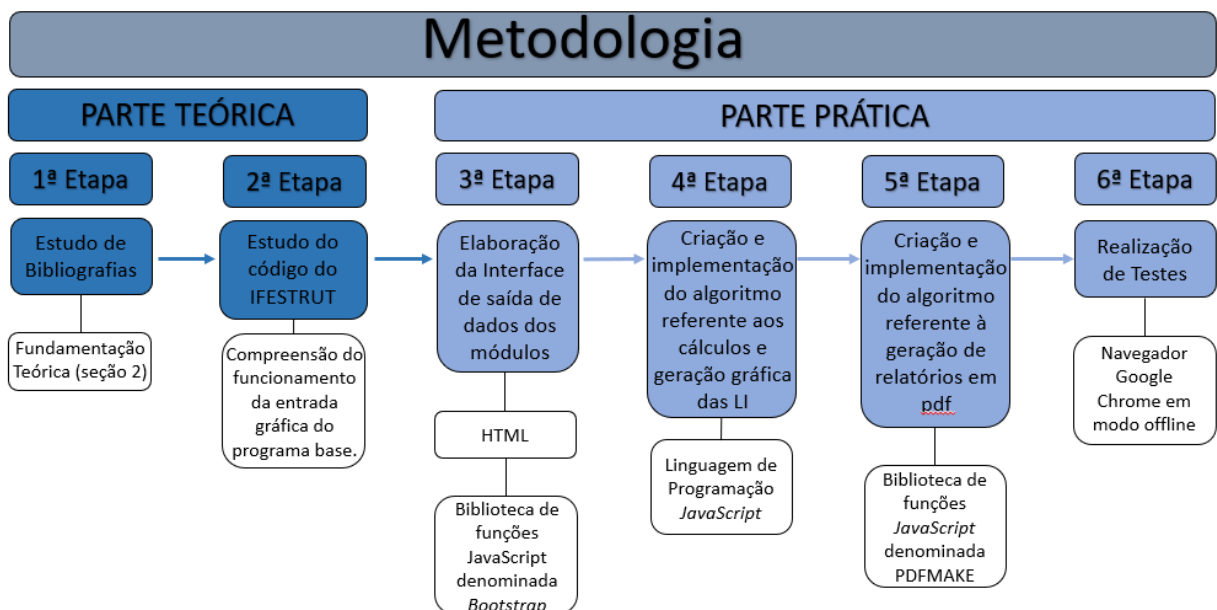 Metodologia
PARTE TEÓRICA
PARTE PRÁTICA
1ª Etapa
2ª Etapa
3ª Etapa
4ª Etapa
5ª Etapa
6ª Etapa
Estudo de
Bibliografias
Fundamentação
Teórica (seção 2)
Estudo do
código do
IFESTRUT
Compreensão do
funcionamento
da entrada
gráfica do
programa base.
Elaboração
da Interface
de saída de
dados dos
módulos
HTML
Biblioteca de
funções
JavaScript
denominada
Bootstrap
Criação e
implementação
do algoritmo
referente aos
cálculos e
geração gráfica
das LI
Linguagem de
Programação
JavaScript
Criação e
implementação
do algoritmo
referente à
geração de
relatórios em
pdf
Biblioteca de
funções
JavaScript
denominada
PDFMAKE
Realização
de Testes
Navegador
Google
Chrome em
modo offline